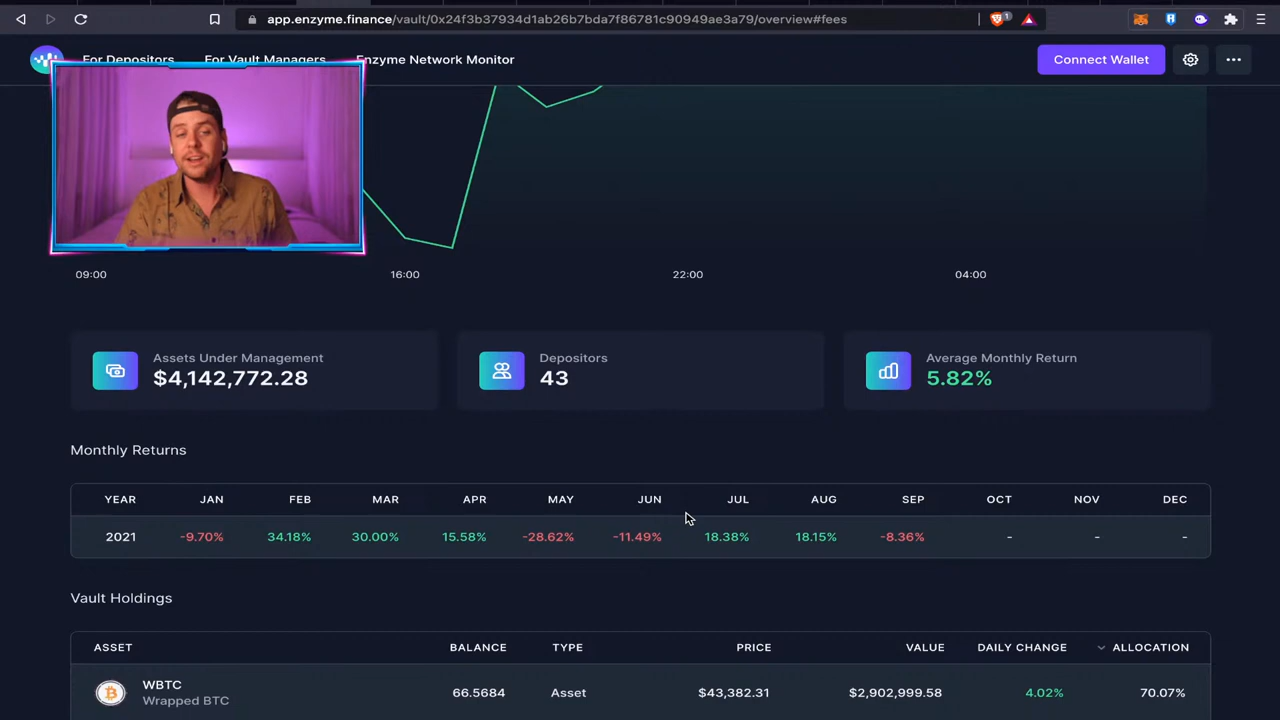 app.enzyme.finance/vault/0x24f3b37934d1ab26b7bda7f86781c90949ae3a79/overview#fees
1
For Depositors For Vault Managers Enzyme Network Monitor
Connect Wallet
09:00 16:00 22:00 04:00
Assets Under Management
$4,142,772.28
Depositors
43
Average Monthly Return
5.82%
Monthly Returns
YEAR JAN FEB MAR APR MAY JUN JUL AUG SEP OCT NOV DEC
2021 -9.70% 34.18% 30.00% 15.58% -28.62% -11.49% 18.38% 18.15% -8.36% - - -
Vault Holdings
ASSET BALANCE TYPE PRICE VALUE DAILY CHANGE ALLOCATION
WBTC
Wrapped BTC
66.5684 Asset $43,382.31 $2,902,999.58 4.02% 70.07%